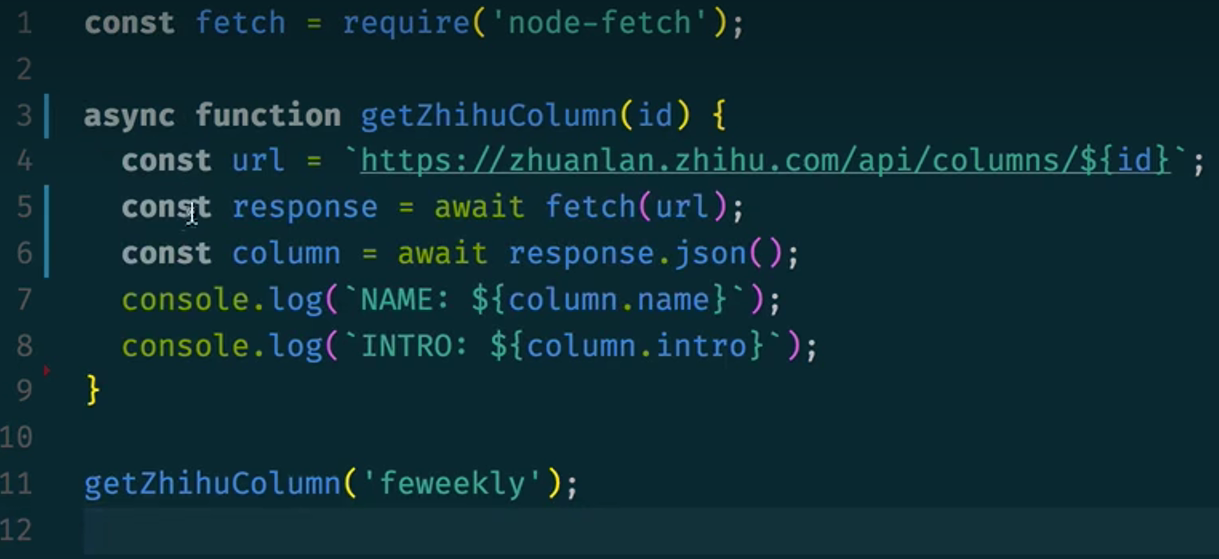 1 const fetch = require('node-fetch');
2
3 async function getZhihuColumn(id) {
4 const url = `https://zhuanlan.zhihu.com/api/columns/${id}`;
5 const response = await fetch(url);
6 const column = await response.json();
7 console.log(`NAME: ${column.name}`);
8 console.log(`INTRO: ${column.intro}`);
9 }
10
11 getZhihuColumn('feweekly');
12